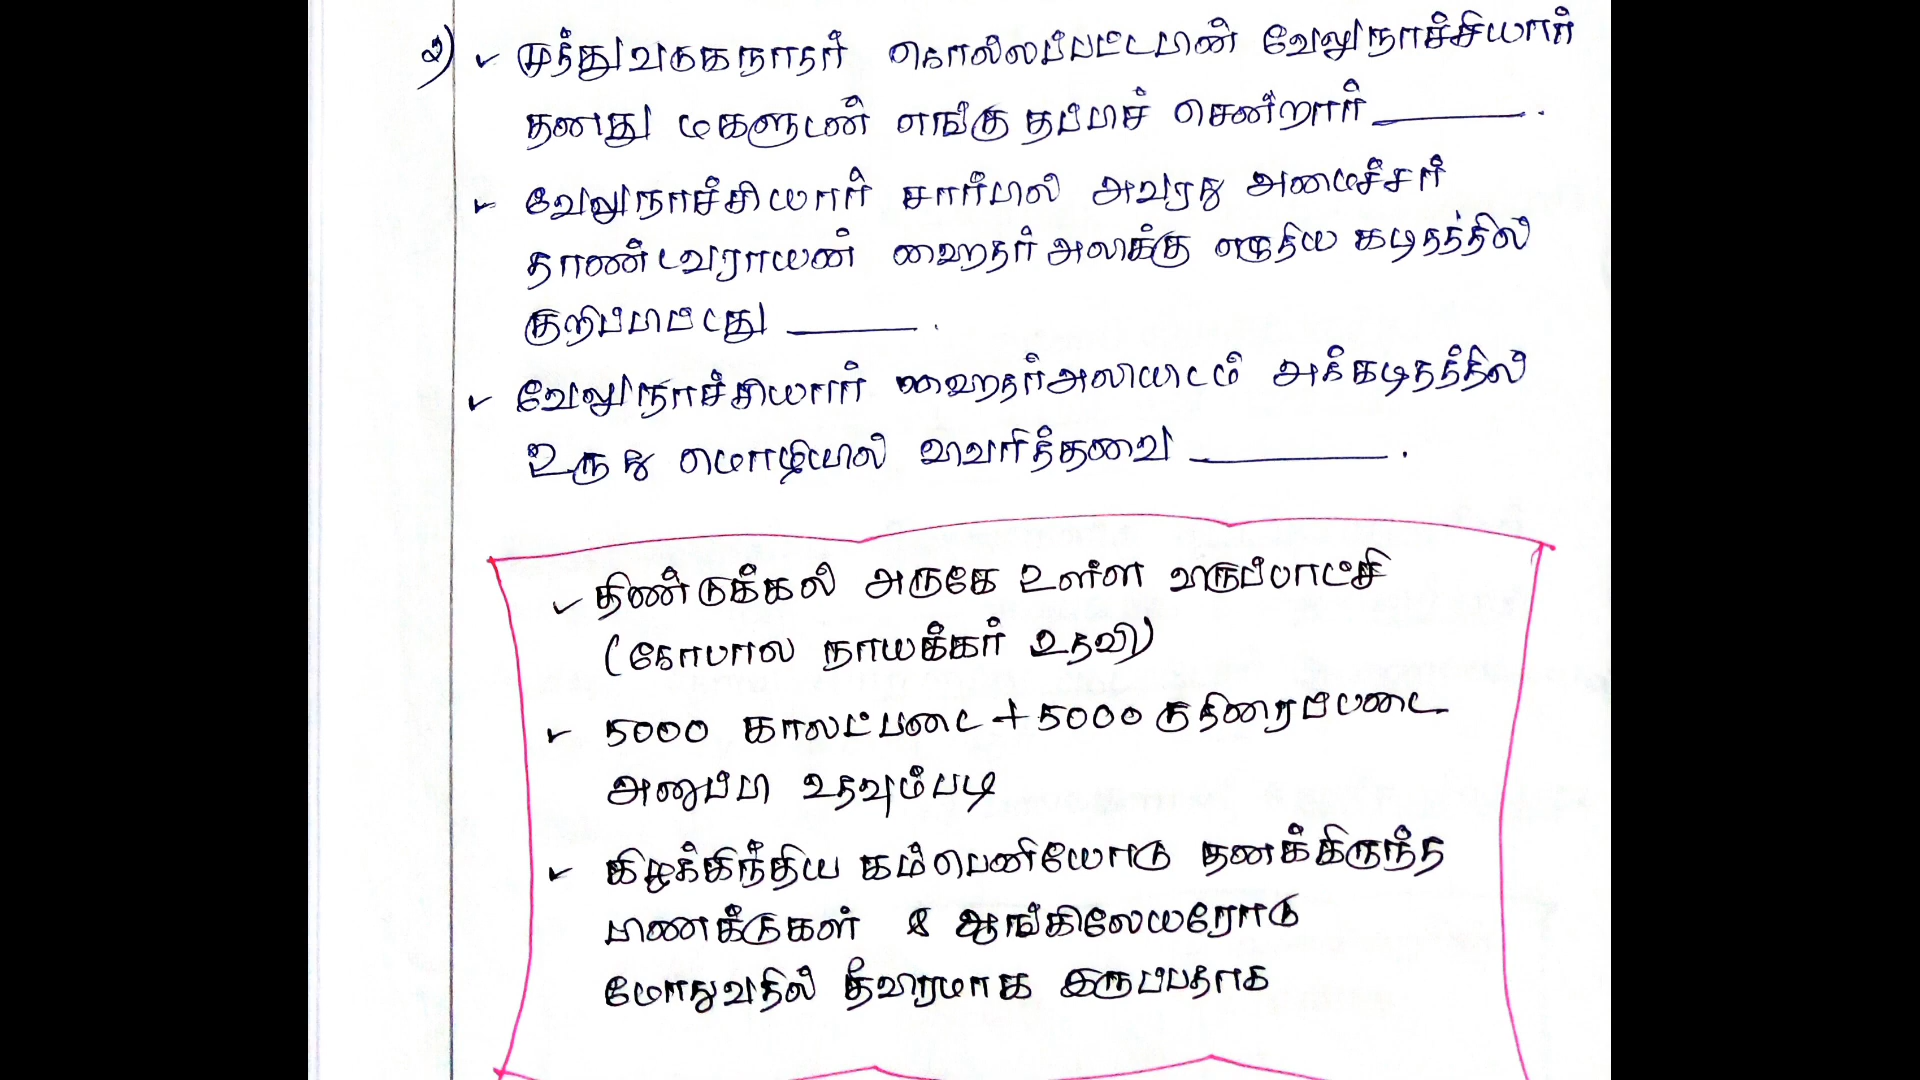 2) ✓ முத்துவடுகநாதர் கொல்லப்பட்டபின் வேலுநாச்சியார்
தனது மகளுடன் எங்கு தப்பிச் சென்றார் ______ .
✓ வேலுநாச்சியார் சார்பில் அவரது அமைச்சர்
தாண்டவராயன் ஹைதர் அலிக்கு எழுதிய கடிதத்தில்
குறிப்பிட்டது ______ .
✓ வேலுநாச்சியார் ஹைதர்அலியிடம் அக்கடிதத்தில்
உருது மொழியில் விவரித்தவை ______ .
✓ திண்டுக்கல் அருகே உள்ள விருப்பாட்சி
(கோபால நாயக்கர் உதவி)
✓ 5000 காலட்படை + 5000 குதிரைப்படை
அனுப்பி உதவும்படி
✓ கிழக்கிந்திய கம்பெனியோடு தனக்கிருந்த
பிணக்குகள் & ஆங்கிலேயரோடு
மோதுவதில் தீவிரமாக இருப்பதாக